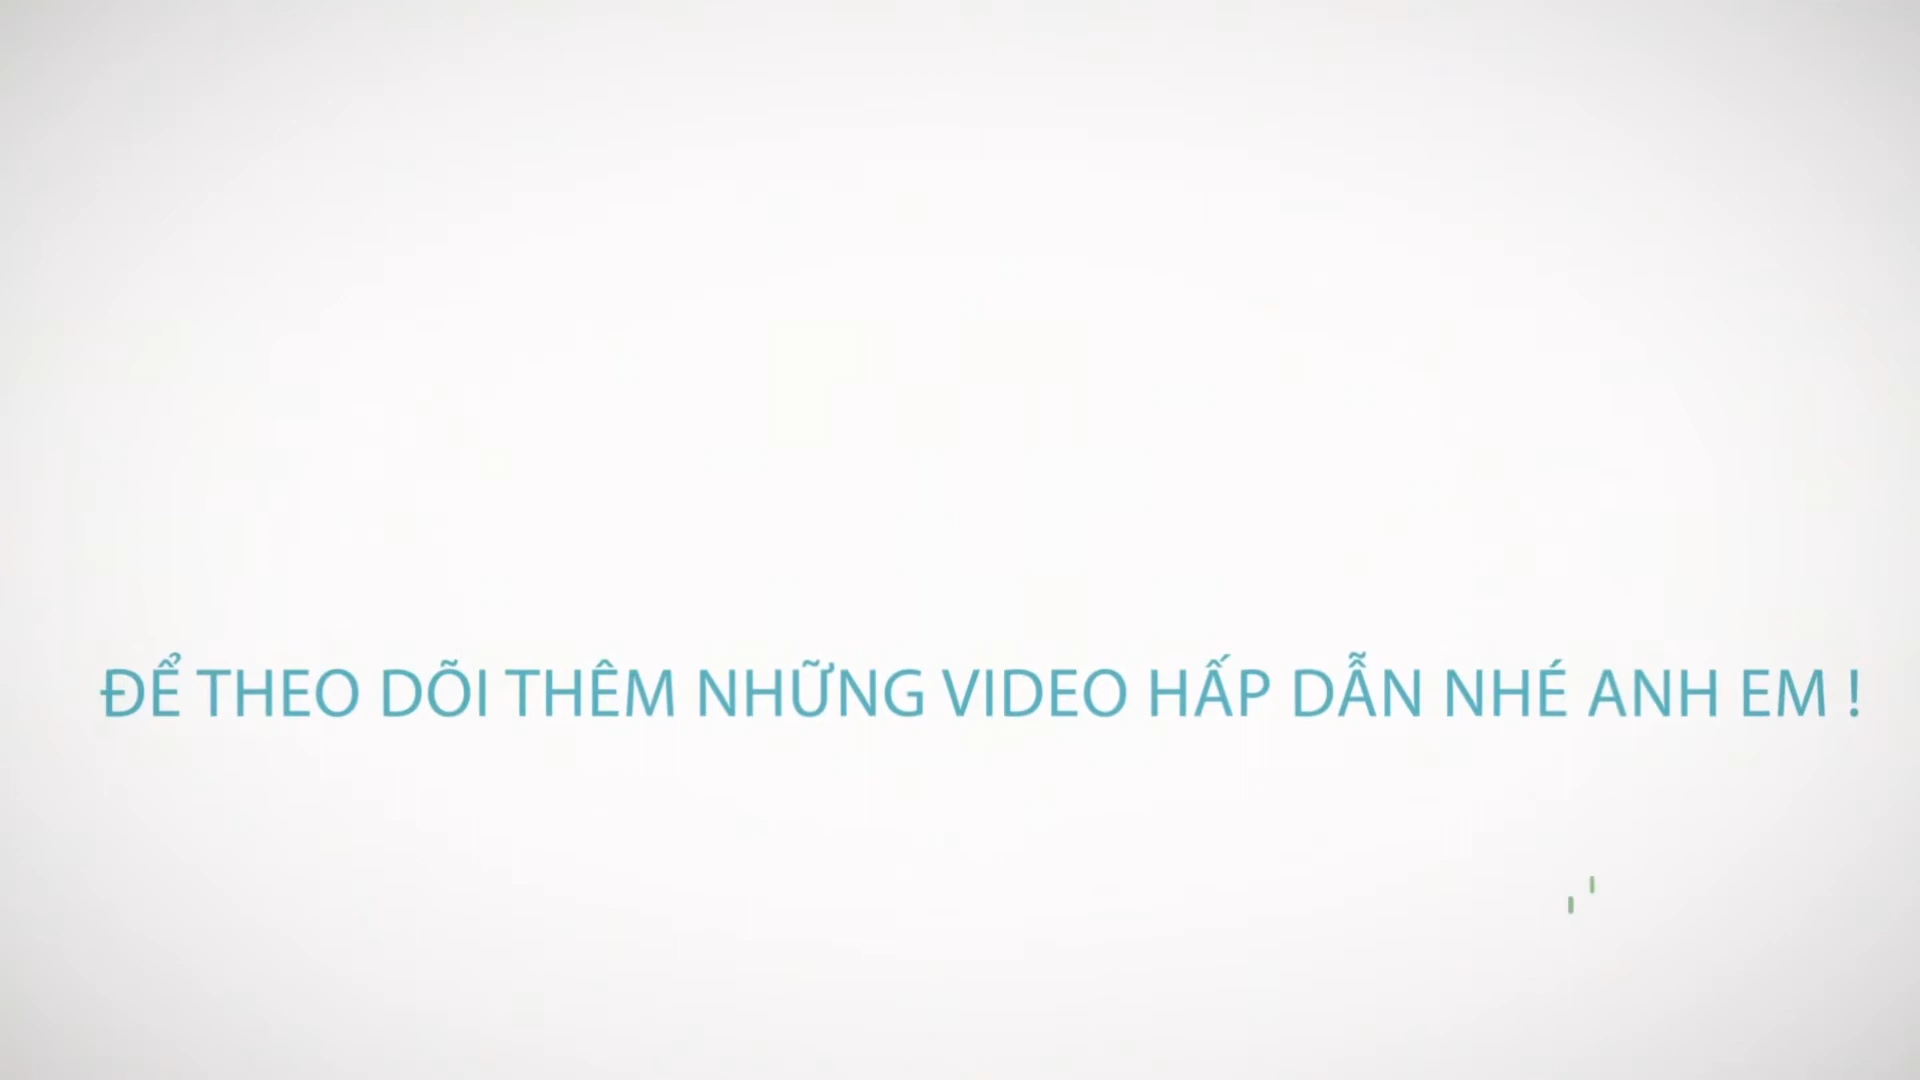 ĐỂ THEO DÕI THÊM NHỮNG VIDEO HẤP DẪN NHÉ ANH EM !